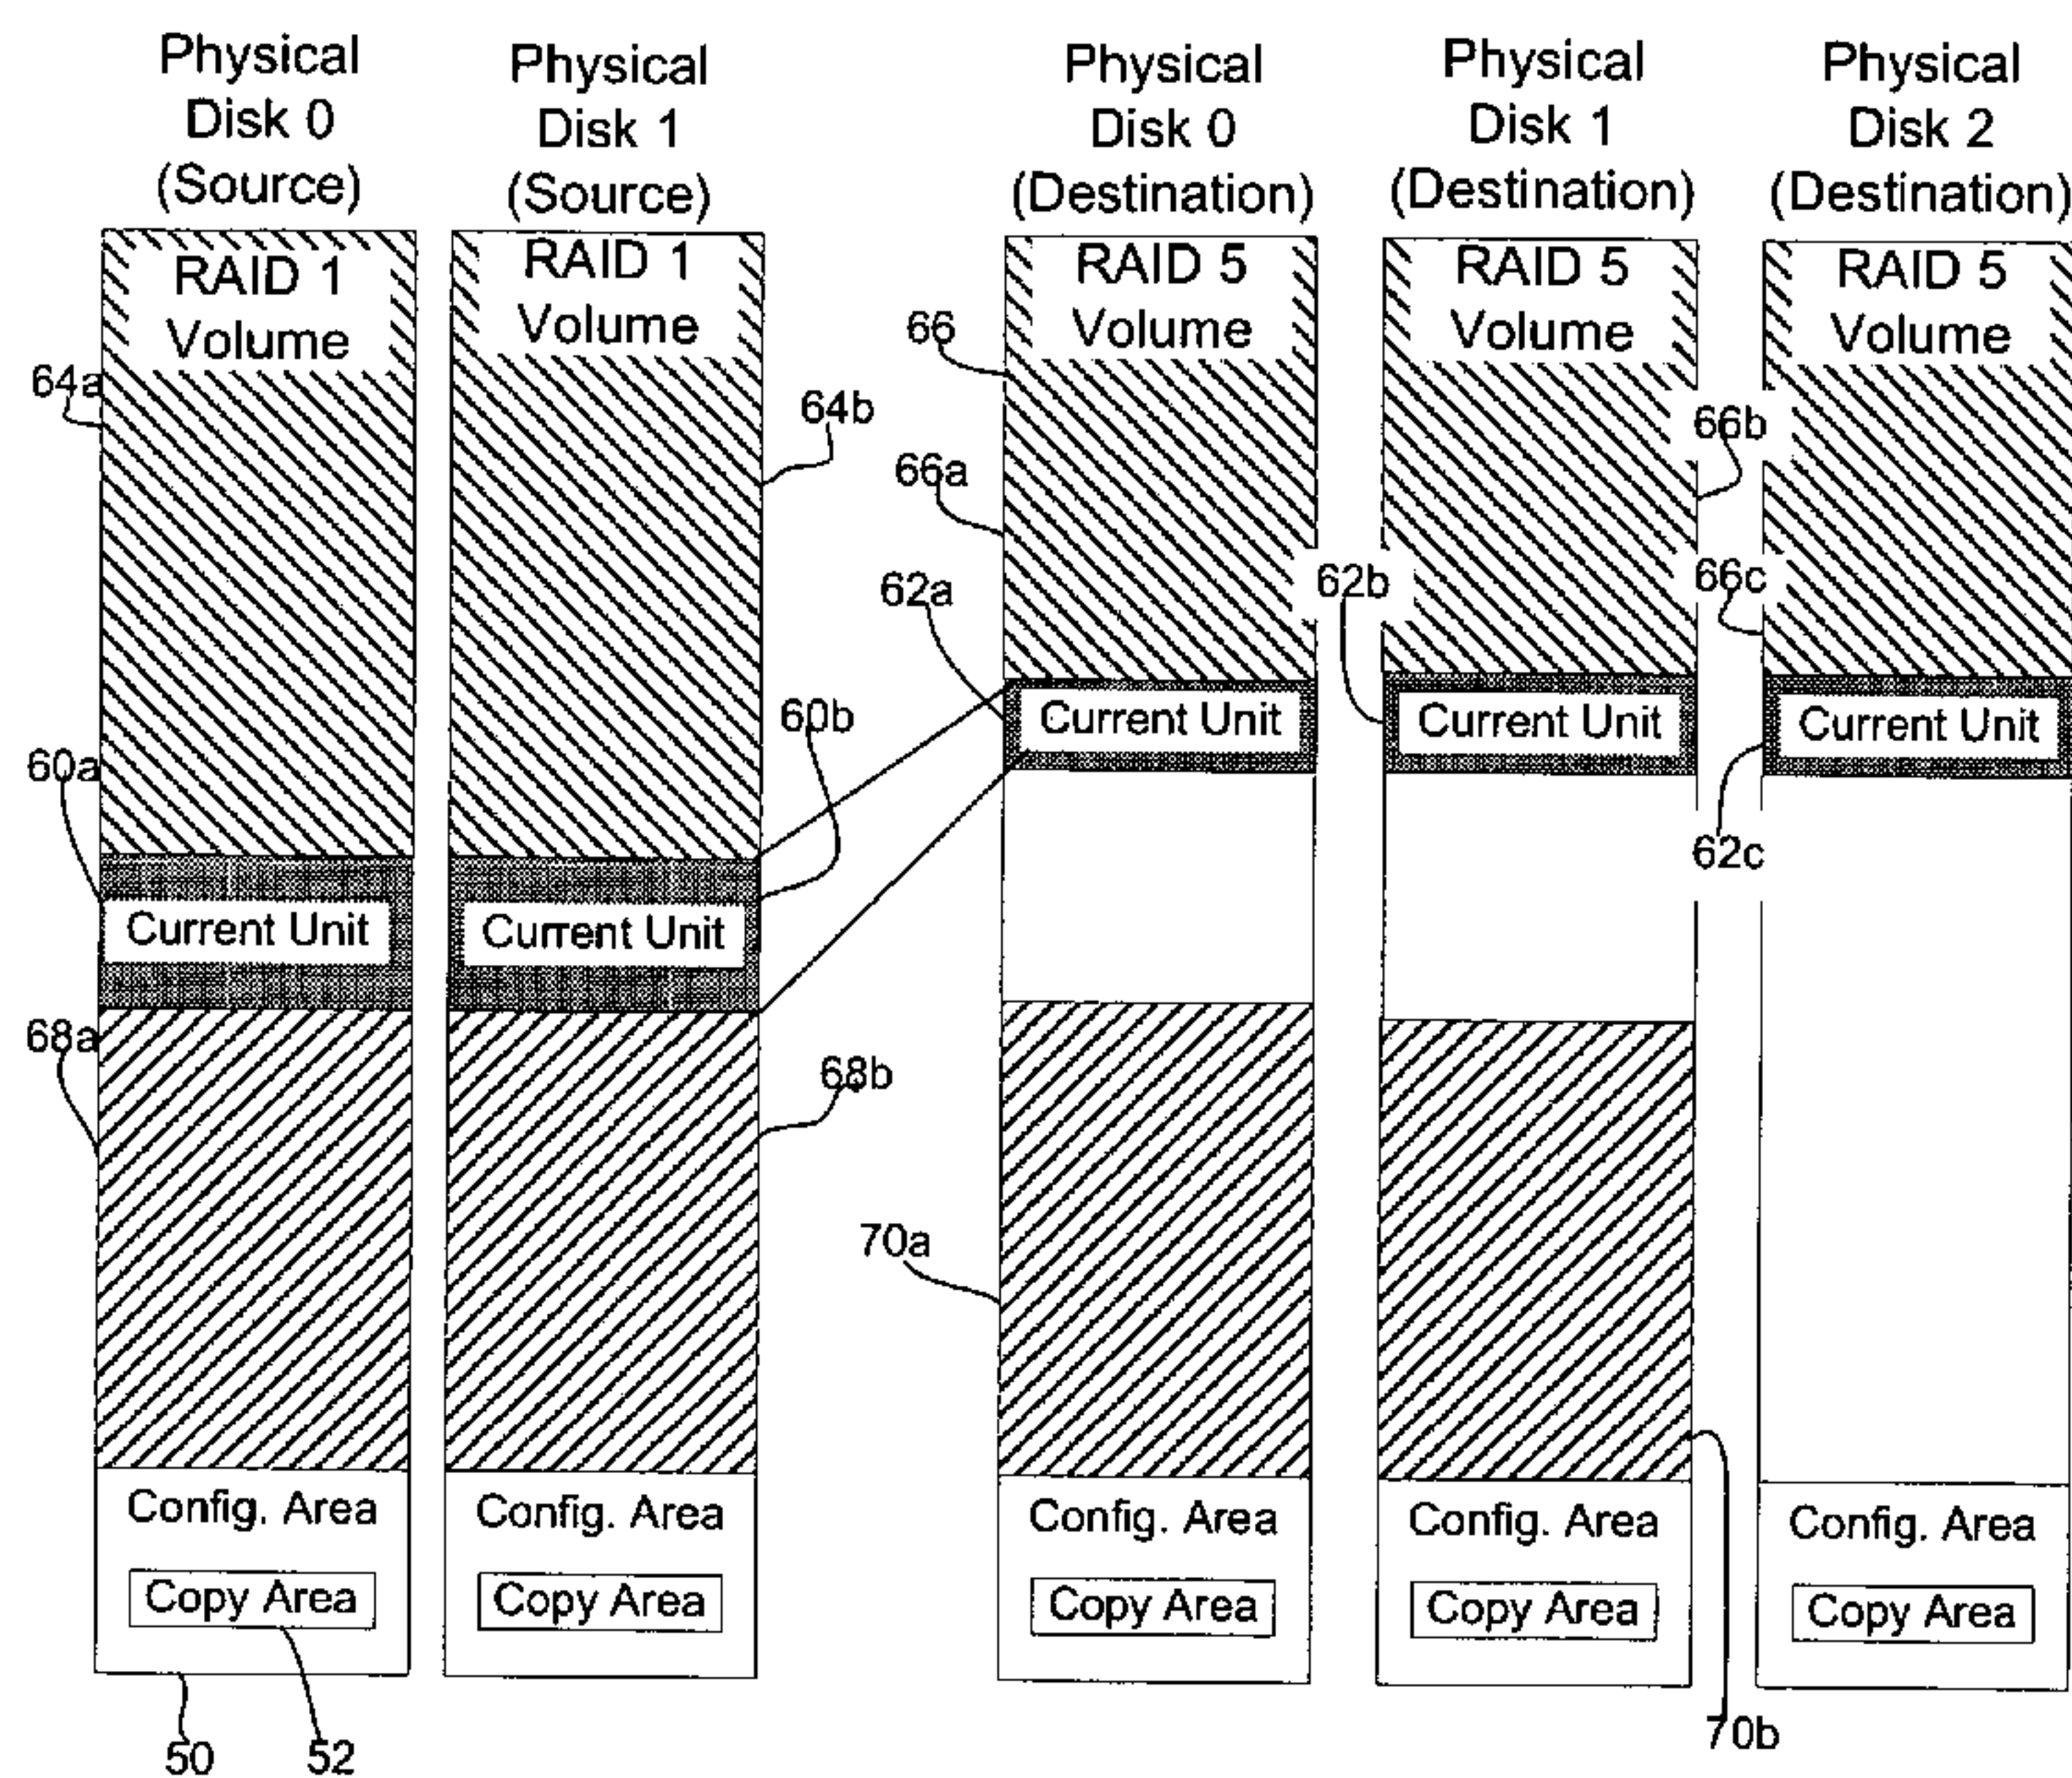 Physical
Disk 0
(Source)
Physical
Disk 1
(Source)
Physical
Disk 0
(Destination)
Physical
Disk 1
(Destination)
Physical
Disk 2
(Destination)
RAID 1
Volume
RAID 1
Volume
RAID 5
Volume
RAID 5
Volume
RAID 5
Volume
64a
64b
66
66a
66b
62a
62b
66c
60a
60b
62c
Current Unit
Current Unit
Current Unit
Current Unit
Current Unit
68a
68b
70a
70b
Config. Area
Config. Area
Config. Area
Config. Area
Config. Area
Copy Area
Copy Area
Copy Area
Copy Area
Copy Area
50
52